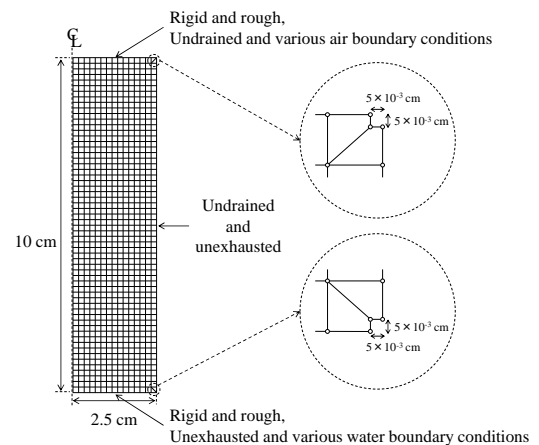 Rigid and rough,
Undrained and various air boundary conditions
CL
5×10⁻³ cm
5×10⁻³ cm
Undrained
and
unexhausted
10 cm
5×10⁻³ cm
5×10⁻³ cm
2.5 cm
Rigid and rough,
Unexhausted and various water boundary conditions